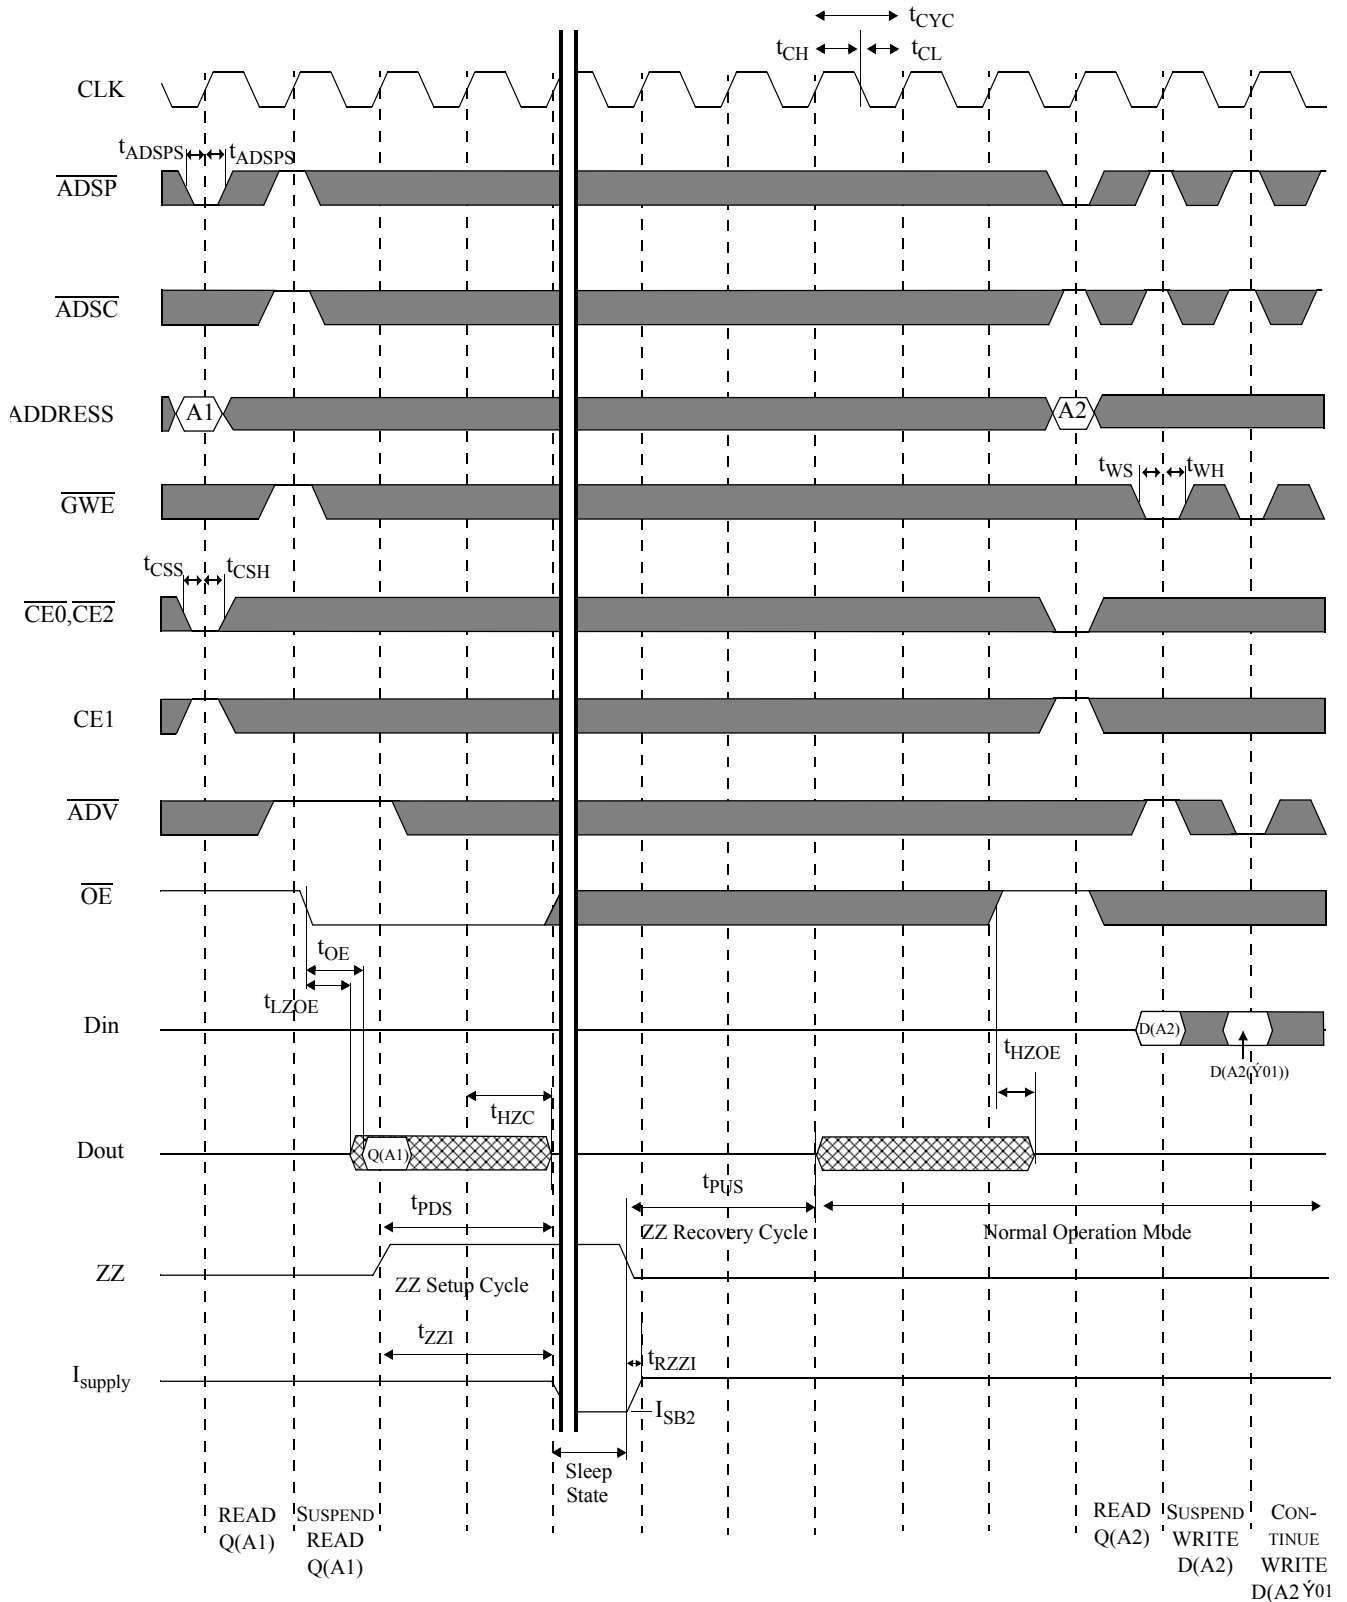 tCYC
tCH
tCL
CLK
tADSPS
tADSPS
ADSP
ADSC
ADDRESS
A1
A2
tWS
tWH
GWE
tCSS
tCSH
CE0,CE2
CE1
ADV
OE
tOE
tLZOE
Din
D(A2)
tHZOE
D(A2(Ý01))
tHZC
Dout
Q(A1)
tPUS
tPDS
ZZ Recovery Cycle
Normal Operation Mode
ZZ
ZZ Setup Cycle
tZZI
tRZZI
Isupply
ISB2
Sleep
State
READ
Q(A1)
SUSPEND
READ
Q(A1)
READ
Q(A2)
SUSPEND
WRITE
D(A2)
CON-
TINUE
WRITE
D(A2Ý01